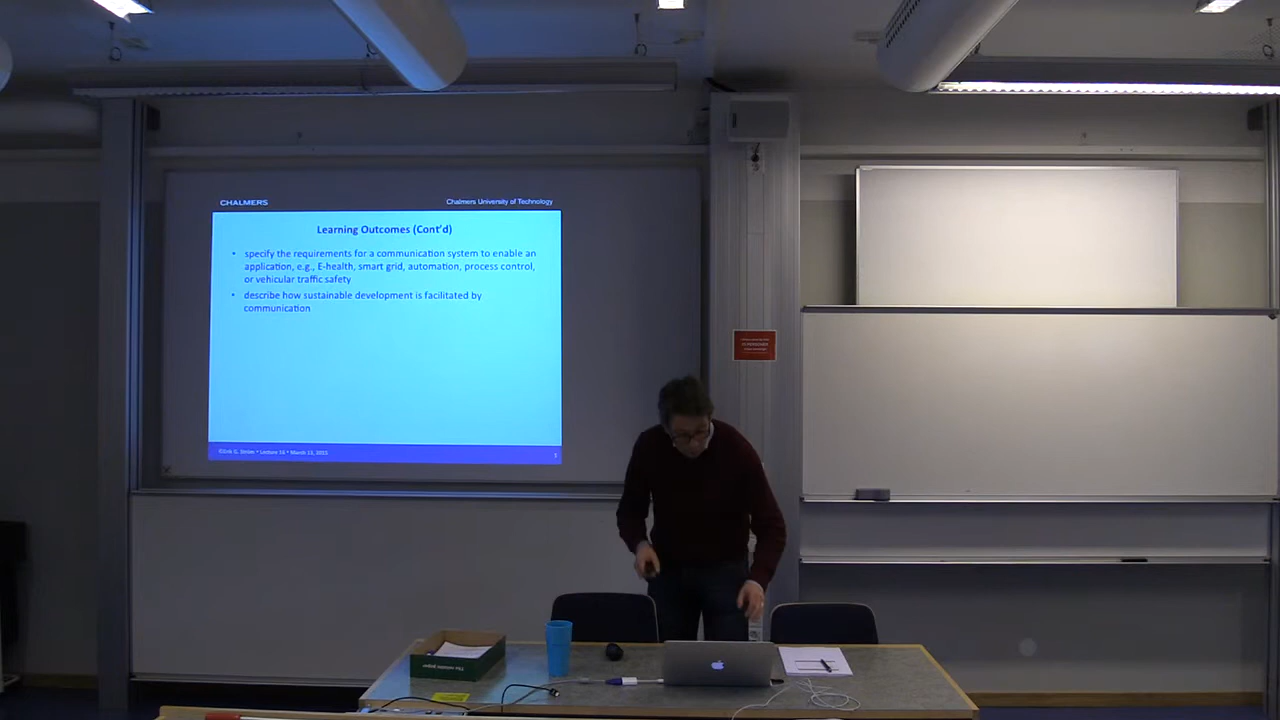 CHALMERS
Chalmers University of Technology
Learning Outcomes (Cont'd)
• specify the requirements for a communication system to enable an
application, e.g., E-health, smart grid, automation, process control,
or vehicular traffic safety
• describe how sustainable development is facilitated by
communication